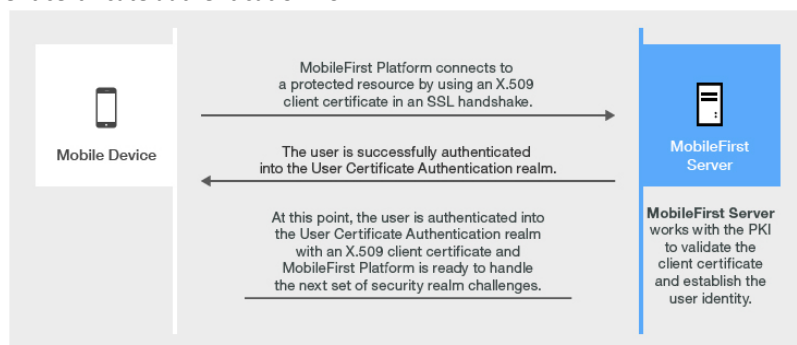 MobileFirst Platform connects to
a protected resource by using an X.509
client certificate in an SSL handshake.
Mobile Device
MobileFirst
Server
The user is successfully authenticated
into the User Certificate Authentication realm.
At this point, the user is authenticated into
the User Certificate Authentication realm
with an X.509 client certificate and
MobileFirst Platform is ready to handle
the next set of security realm challenges.
MobileFirst Server
works with the PKI
to validate the
client certificate
and establish the
user identity.